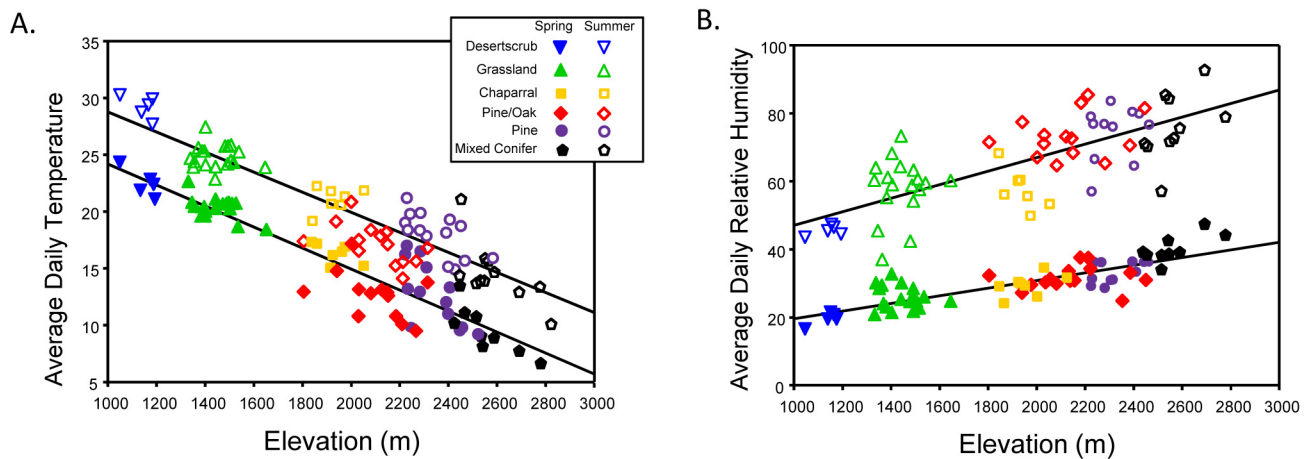 A.
Average Daily Temperature
35
30
25
20
15
10
5
1000 1200 1400 1600 1800 2000 2200 2400 2600 2800 3000
Elevation (m)
Spring Summer
Desertscrub
Grassland
Chaparral
Pine/Oak
Pine
Mixed Conifer
B.
Average Daily Relative Humidity
100
80
60
40
20
0
1000 1200 1400 1600 1800 2000 2200 2400 2600 2800 3000
Elevation (m)